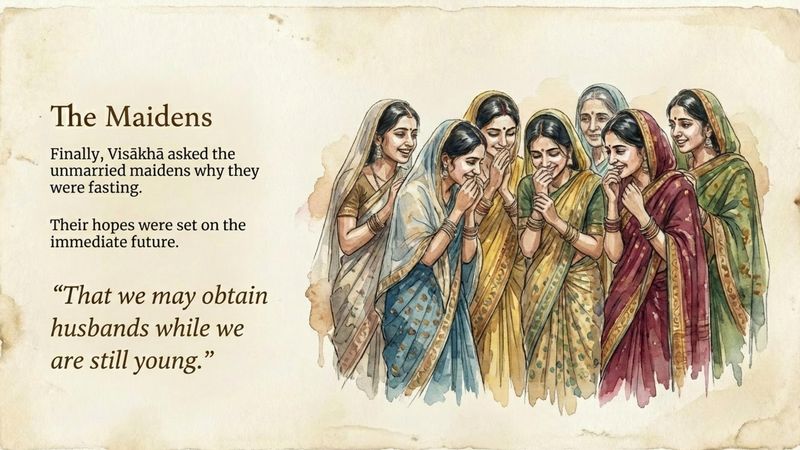 The Maidens
Finally, Visākhā asked the
unmarried maidens why they
were fasting.
Their hopes were set on the
immediate future.
“That we may obtain
husbands while we
are still young.”